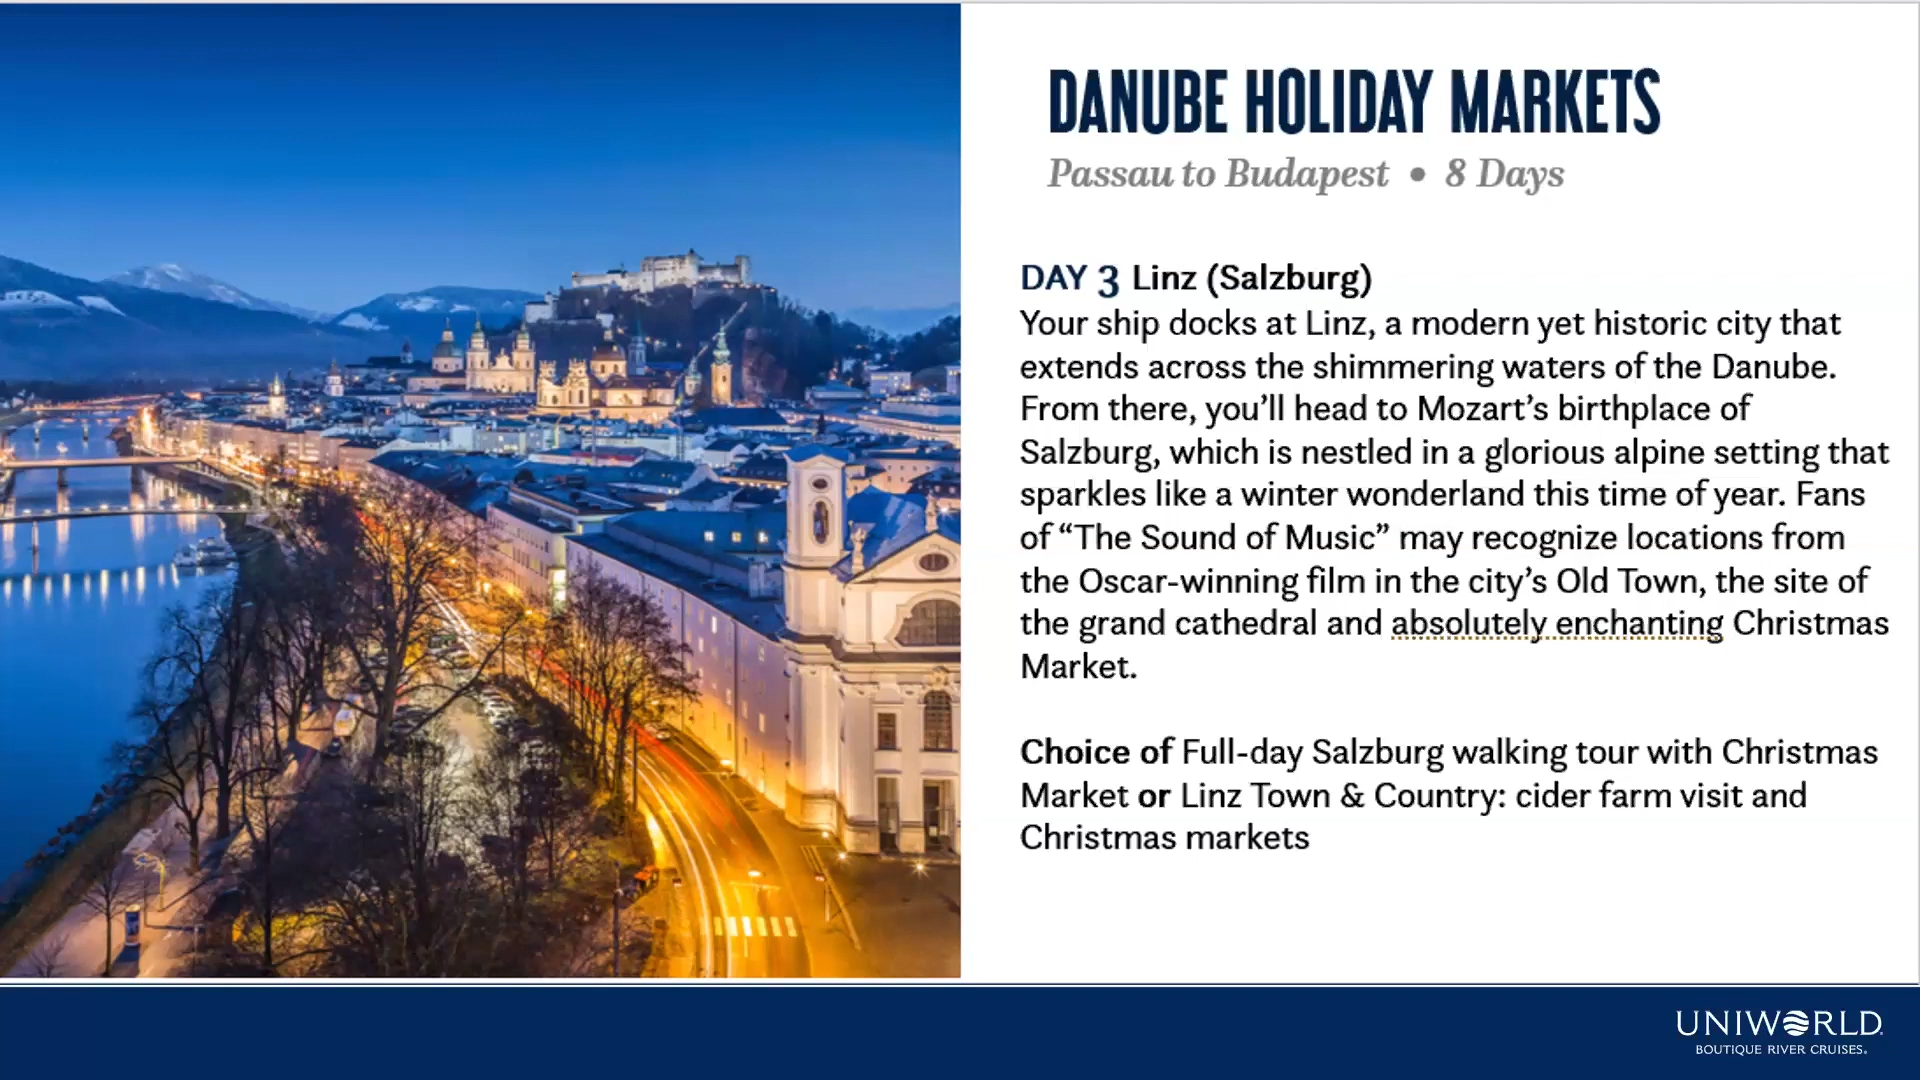 DANUBE HOLIDAY MARKETS
Passau to Budapest • 8 Days
DAY 3 Linz (Salzburg)
Your ship docks at Linz, a modern yet historic city that
extends across the shimmering waters of the Danube.
From there, you’ll head to Mozart’s birthplace of
Salzburg, which is nestled in a glorious alpine setting that
sparkles like a winter wonderland this time of year. Fans
of “The Sound of Music” may recognize locations from
the Oscar-winning film in the city’s Old Town, the site of
the grand cathedral and absolutely enchanting Christmas
Market.
Choice of Full-day Salzburg walking tour with Christmas
Market or Linz Town & Country: cider farm visit and
Christmas markets
UNIWORLD
BOUTIQUE RIVER CRUISES